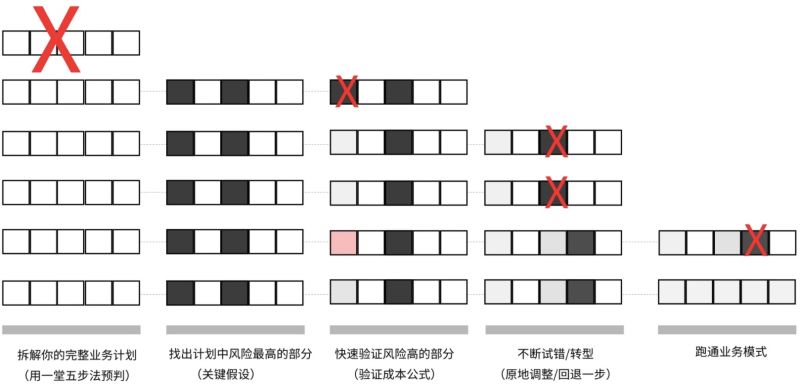 拆解你的完整业务计划
（用一堂五步法预判）
找出计划中风险最高的部分
（关键假设）
快速验证风险高的部分
（验证成本公式）
不断试错/转型
（原地调整/回退一步）
跑通业务模式